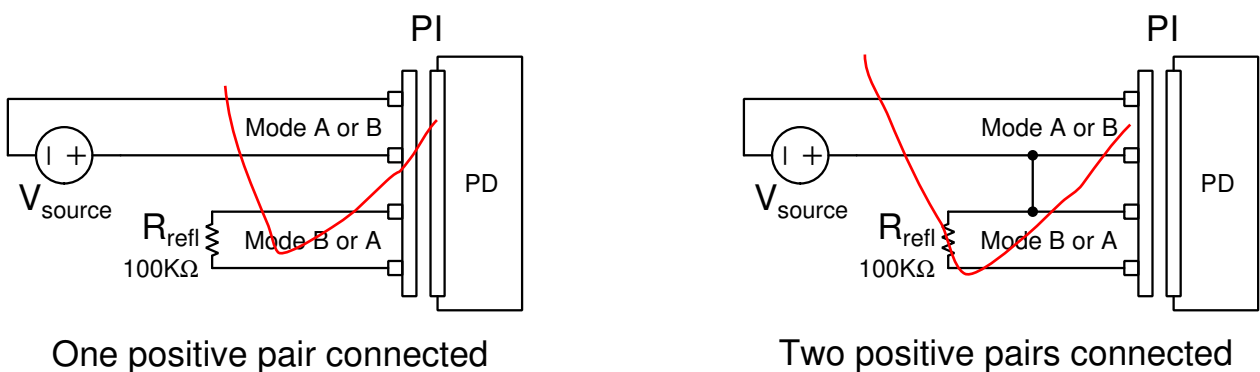 PI
Mode A or B
V source
PD
R refl
100KΩ
Mode B or A
One positive pair connected
PI
Mode A or B
V source
PD
R refl
100KΩ
Mode B or A
Two positive pairs connected